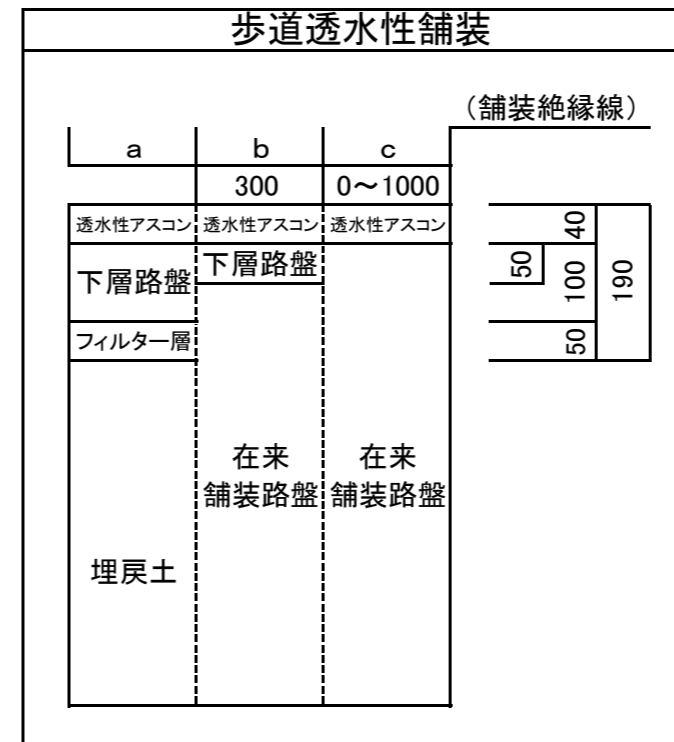 歩道透水性舗装
(舗装絶縁線)
a b c
300 0～1000
透水性アスコン 透水性アスコン 透水性アスコン 40
下層路盤 下層路盤 50 100 190
フィルター層 50
在来 在来
舗装路盤 舗装路盤
埋戻土